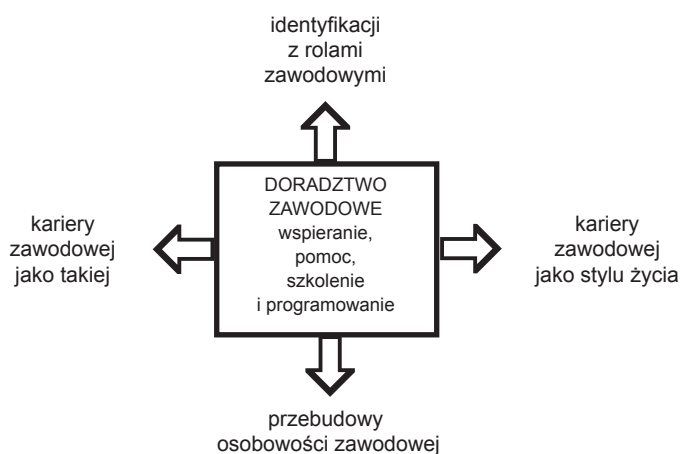 identyfikacji
z rolami
zawodowymi
DORADZTWO
ZAWODOWE
wspieranie,
pomoc,
szkolenie
i programowanie
kariery
zawodowej
jako takiej
kariery
zawodowej
jako stylu życia
przebudowy
osobowości zawodowej